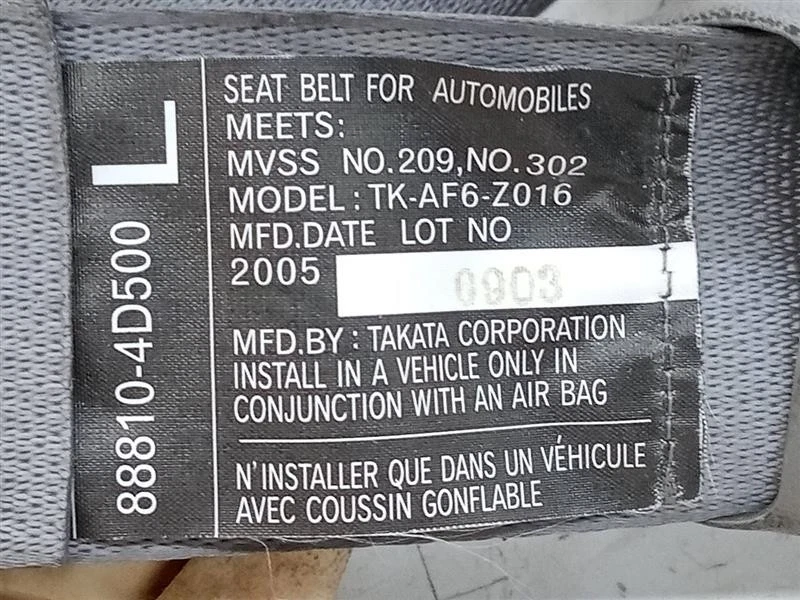 88810-4D500 L
SEAT BELT FOR AUTOMOBILES
MEETS:
MVSS NO.209,NO.302
MODEL: TK-AF6-Z016
MFD.DATE LOT NO
2005 0903
MFD.BY: TAKATA CORPORATION
INSTALL IN A VEHICLE ONLY IN
CONJUNCTION WITH AN AIR BAG
N'INSTALLER QUE DANS UN VÉHICULE
AVEC COUSSIN GONFLABLE